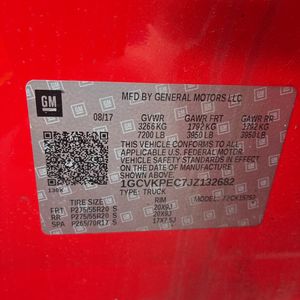 GM
MFD BY GENERAL MOTORS LLC
08/17 GVWR GAWR FRT GAWR RR
3266 KG 1792 KG 1792 KG
7200 LB 3950 LB 3950 LB
THIS VEHICLE CONFORMS TO ALL
APPLICABLE U.S. FEDERAL MOTOR
VEHICLE SAFETY STANDARDS IN EFFECT
ON THE DATE OF MANUFACTURE
SHOWN ABOVE.
1GCVKPEC7JZ132682
TYPE: TRUCK
TIRE SIZE RIM MODEL:
FRT P275/55R20 S 20X9J
RR P275/55R20 S 20X9J
SPA P265/70R17 S 17X7.5J